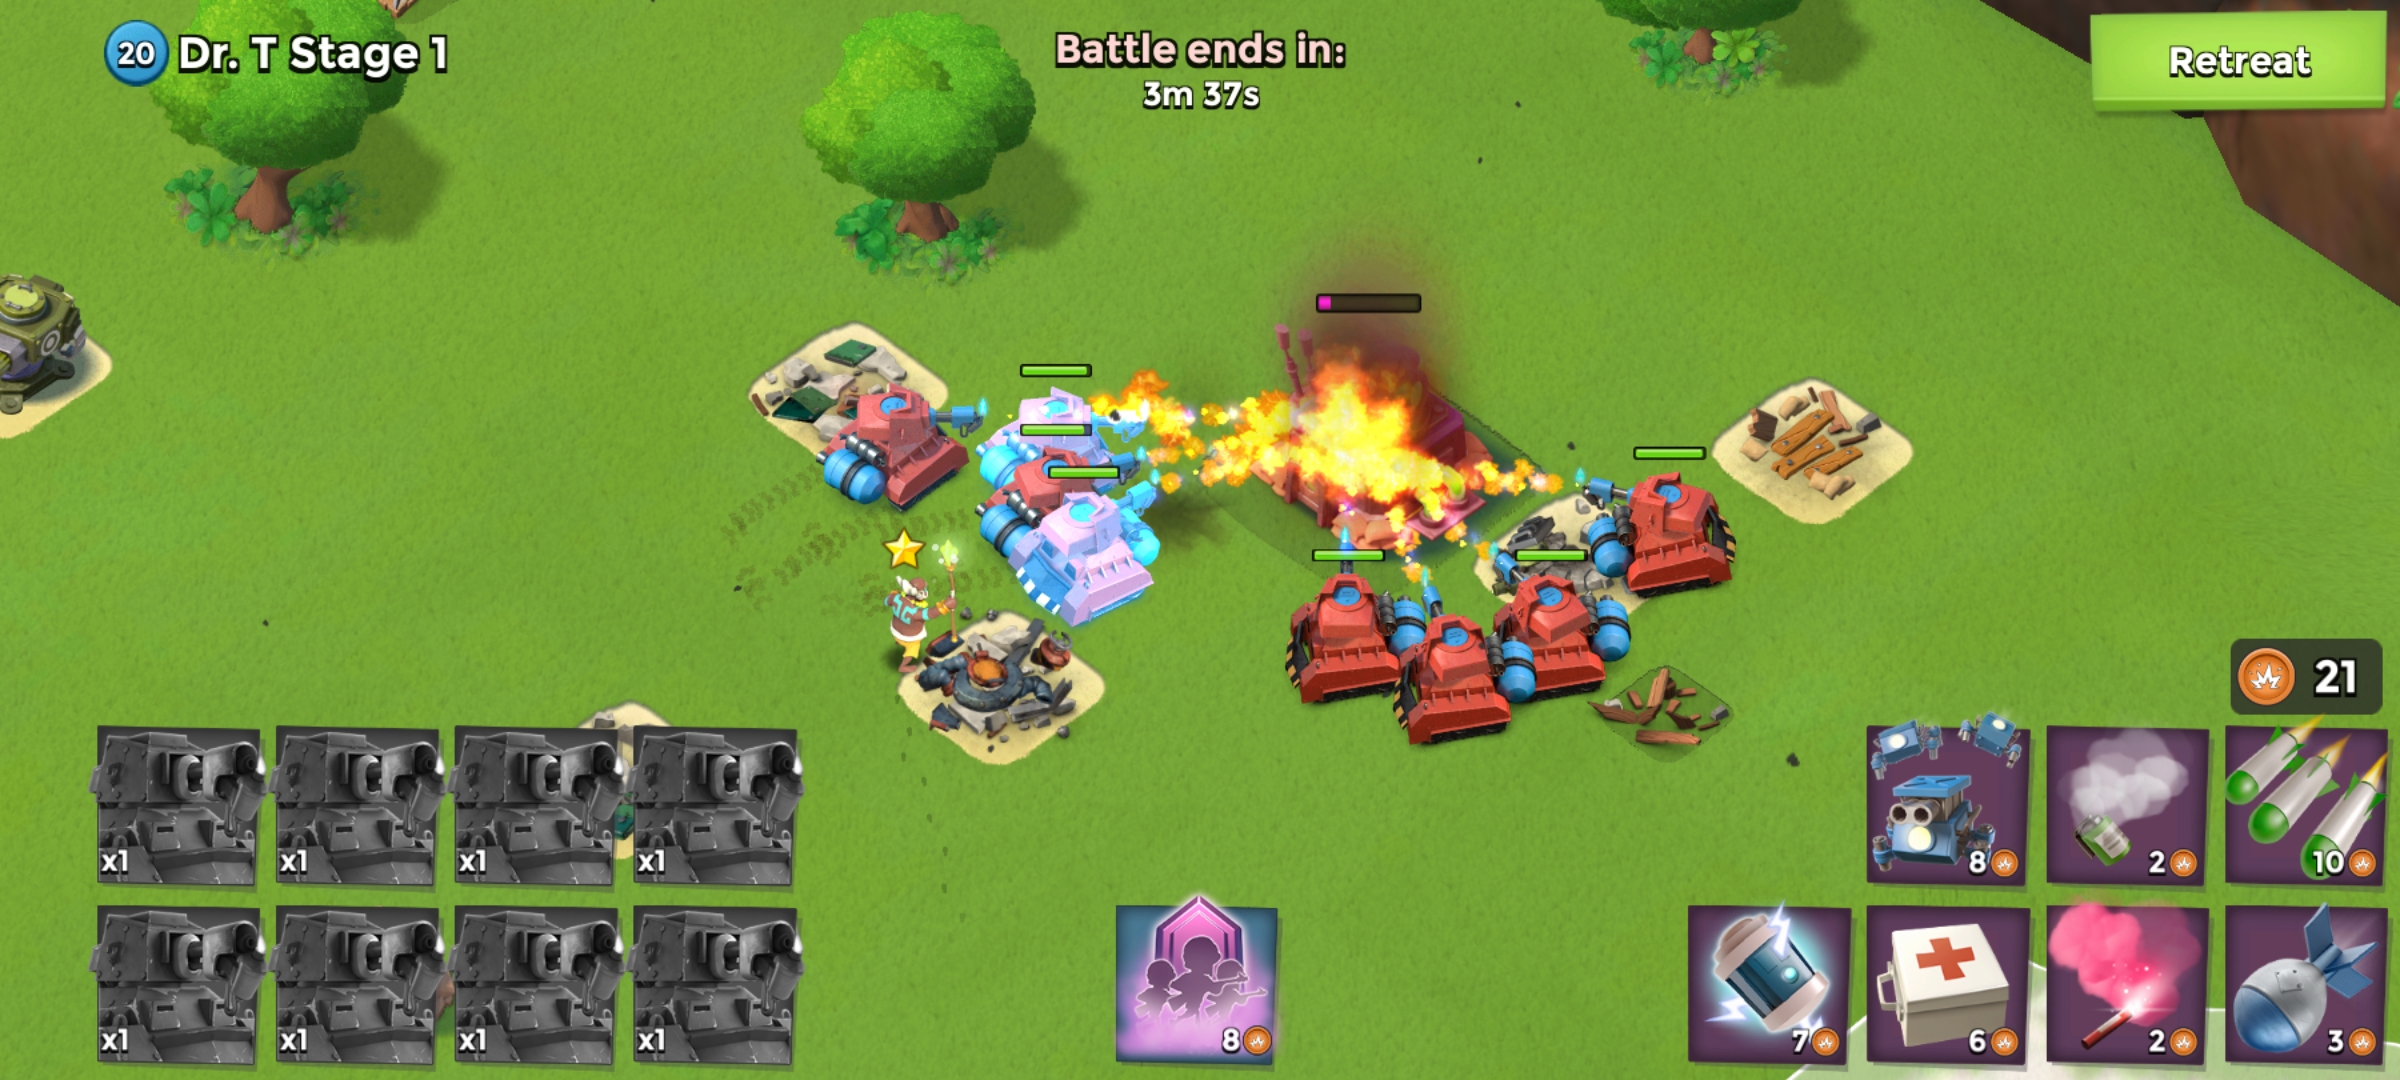 20 Dr. T Stage 1
Battle ends in:
3m 37s
Retreat
21
x1 x1 x1 x1
8 2 10
x1 x1 x1 x1
8
7 6 2 3